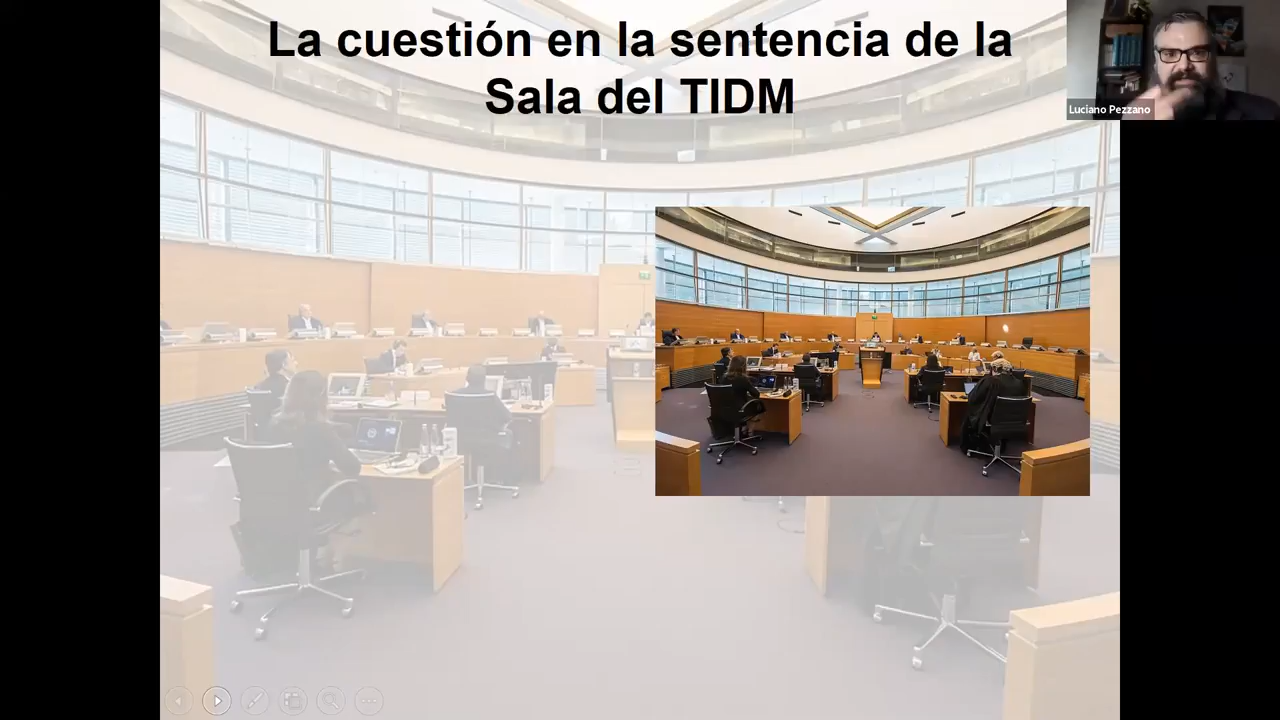 La cuestión en la sentencia de la
Sala del TIDM
Luciano Pezzano